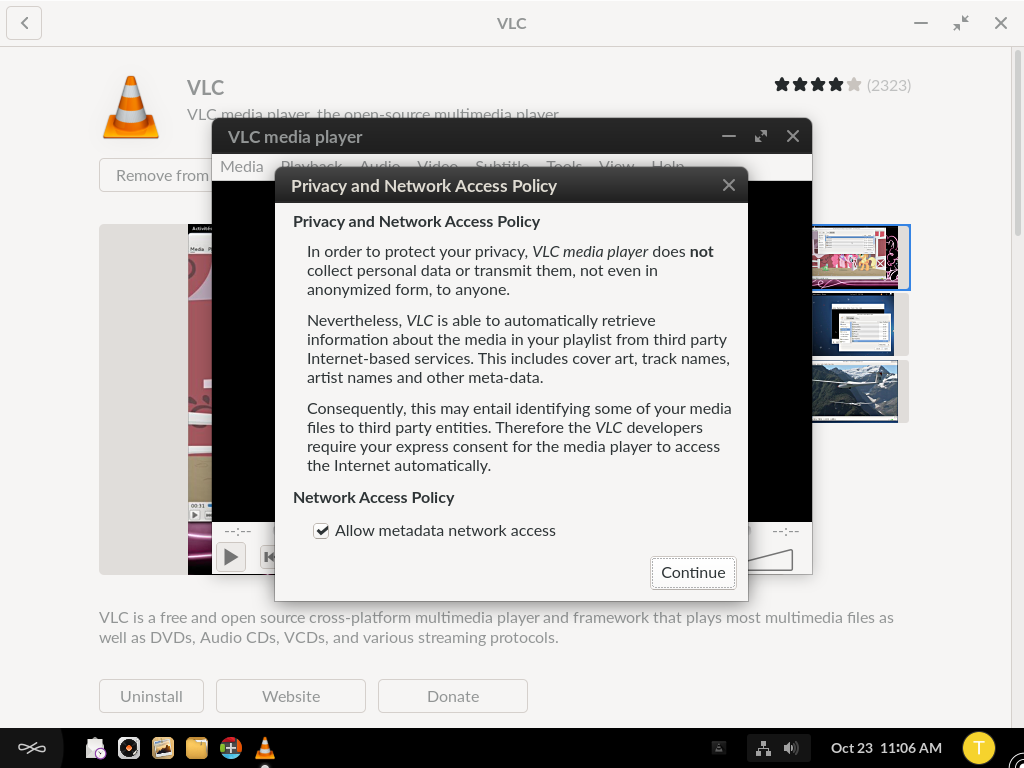 VLC
VLC
(2323)
VLC media player, the open-source multimedia player
VLC media player
Remove from
Media Playback Audio Video Subtitle Tools View Help
Privacy and Network Access Policy
Privacy and Network Access Policy
In order to protect your privacy, VLC media player does not
collect personal data or transmit them, not even in
anonymized form, to anyone.
Nevertheless, VLC is able to automatically retrieve
information about the media in your playlist from third party
Internet-based services. This includes cover art, track names,
artist names and other meta-data.
Consequently, this may entail identifying some of your media
files to third party entities. Therefore the VLC developers
require your express consent for the media player to access
the Internet automatically.
Network Access Policy
Allow metadata network access
--:-- --:--
Continue
Media
00:31
VLC is a free and open source cross-platform multimedia player and framework that plays most multimedia files as
well as DVDs, Audio CDs, VCDs, and various streaming protocols.
Uninstall Website Donate
Oct 23 11:06 AM T